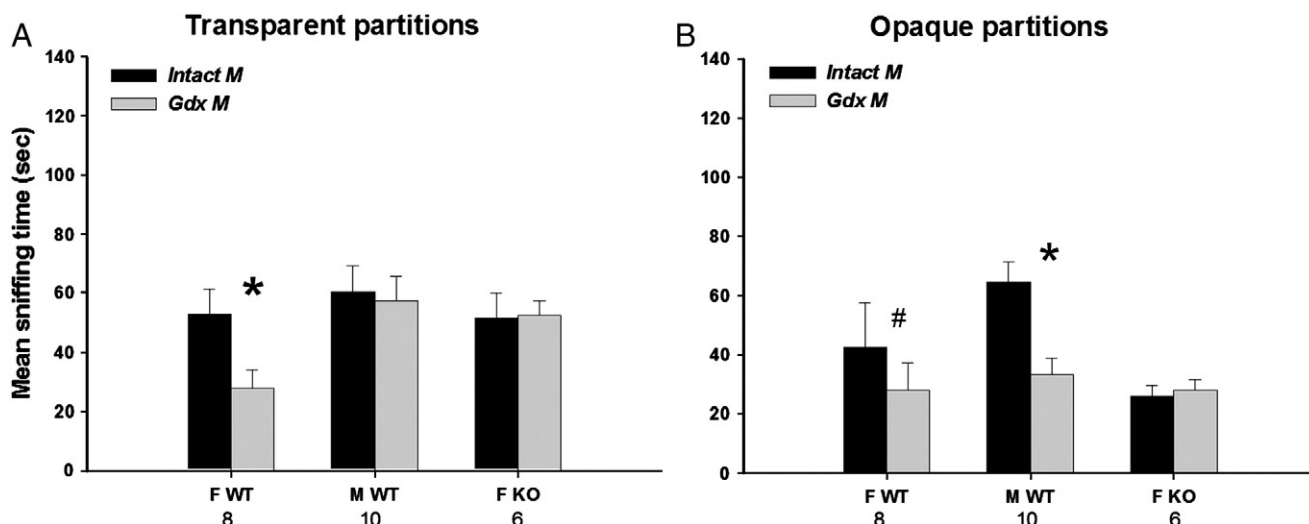 A
Transparent partitions
Intact M
Gdx M
*
Mean sniffing time (sec)
140
120
100
80
60
40
20
0
F WT
M WT
F KO
8
10
6
B
Opaque partitions
Intact M
Gdx M
#
*
140
120
100
80
60
40
20
0
F WT
M WT
F KO
8
10
6